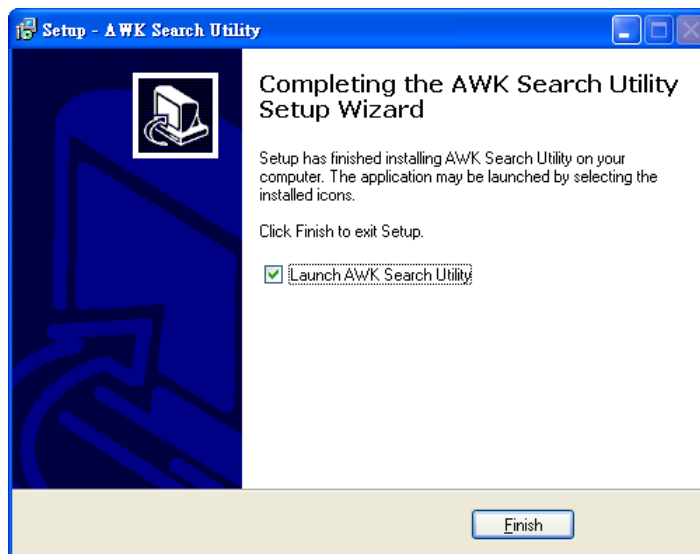 Setup - AWK Search Utility
Completing the AWK Search Utility
Setup Wizard
Setup has finished installing AWK Search Utility on your
computer. The application may be launched by selecting the
installed icons.
Click Finish to exit Setup.
Launch AWK Search Utility
Finish